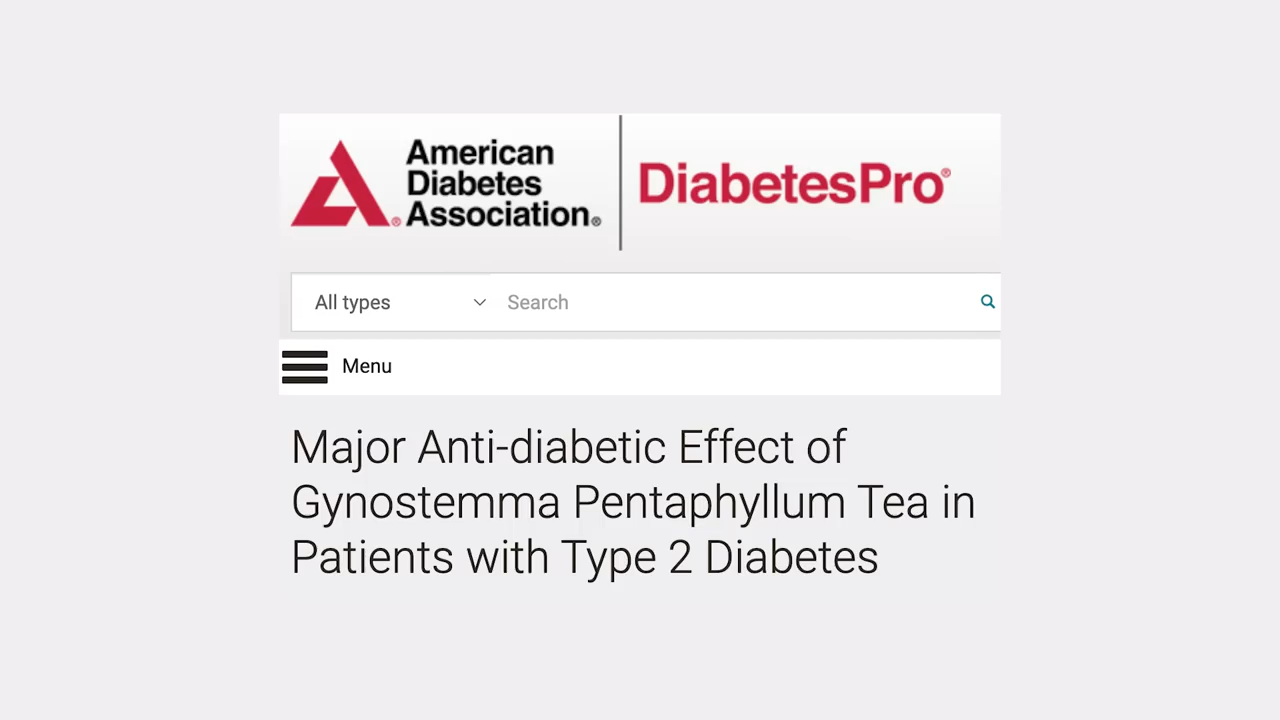 American
Diabetes
Association®
DiabetesPro®
All types
Search
Menu
Major Anti-diabetic Effect of
Gynostemma Pentaphyllum Tea in
Patients with Type 2 Diabetes